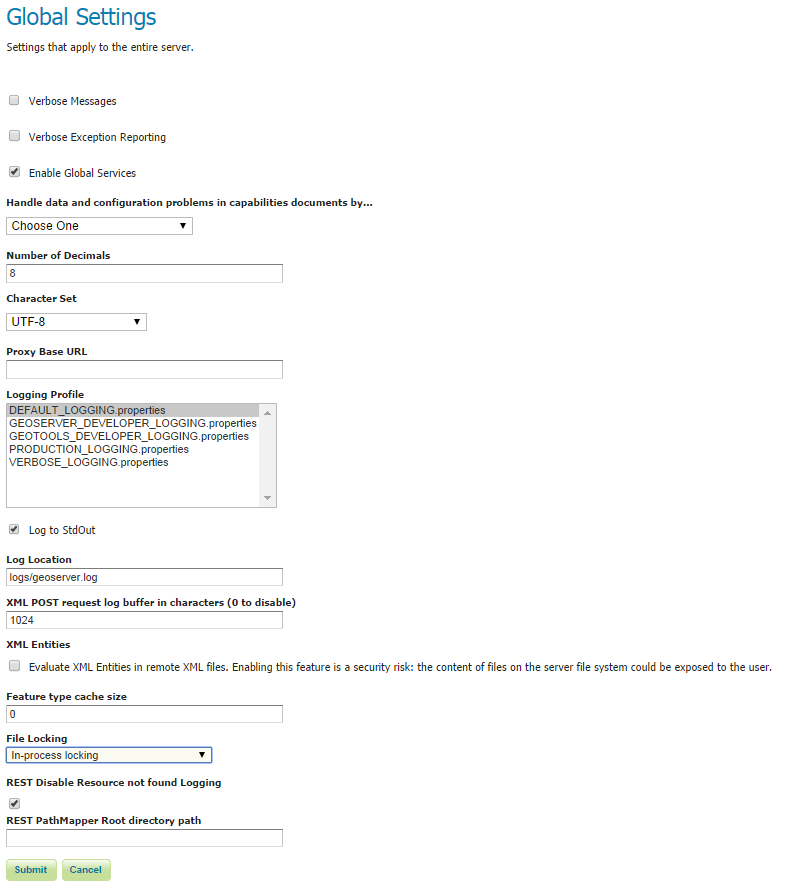 Global Settings
Settings that apply to the entire server.
Verbose Messages
Verbose Exception Reporting
Enable Global Services
Handle data and configuration problems in capabilities documents by...
Choose One
Number of Decimals
8
Character Set
UTF-8
Proxy Base URL
Logging Profile
DEFAULT_LOGGING.properties
GEOSERVER_DEVELOPER_LOGGING.properties
GEOTOOLS_DEVELOPER_LOGGING.properties
PRODUCTION_LOGGING.properties
VERBOSE_LOGGING.properties
Log to StdOut
Log Location
logs/geoserver.log
XML POST request log buffer in characters (0 to disable)
1024
XML Entities
Evaluate XML Entities in remote XML files. Enabling this feature is a security risk: the content of files on the server file system could be exposed to the user.
Feature type cache size
0
File Locking
In-process locking
REST Disable Resource not found Logging
REST PathMapper Root directory path
Submit Cancel